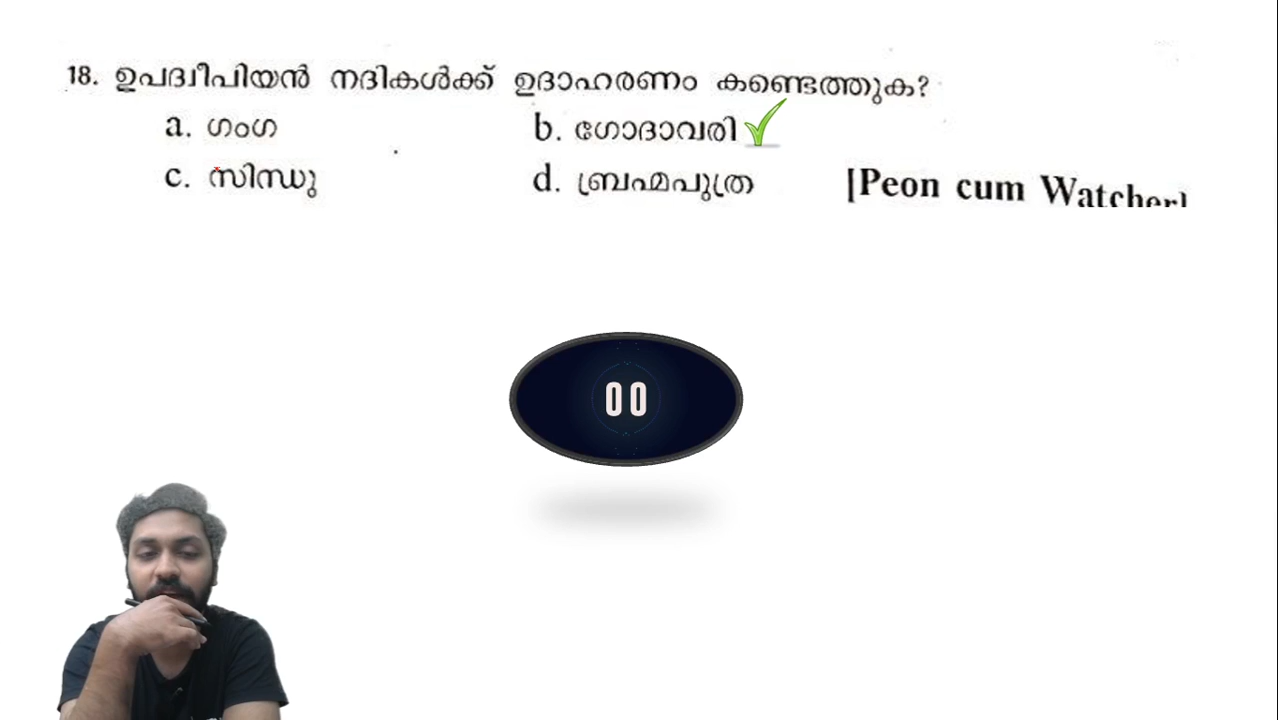 18. ഉപദ്വീപിയൻ നദികൾക്ക് ഉദാഹരണം കണ്ടെത്തുക?
a. ഗംഗ b. ഗോദാവരി
c. സിന്ധു d. ബ്രഹ്മപുത്ര [Peon cum Watcher]
00